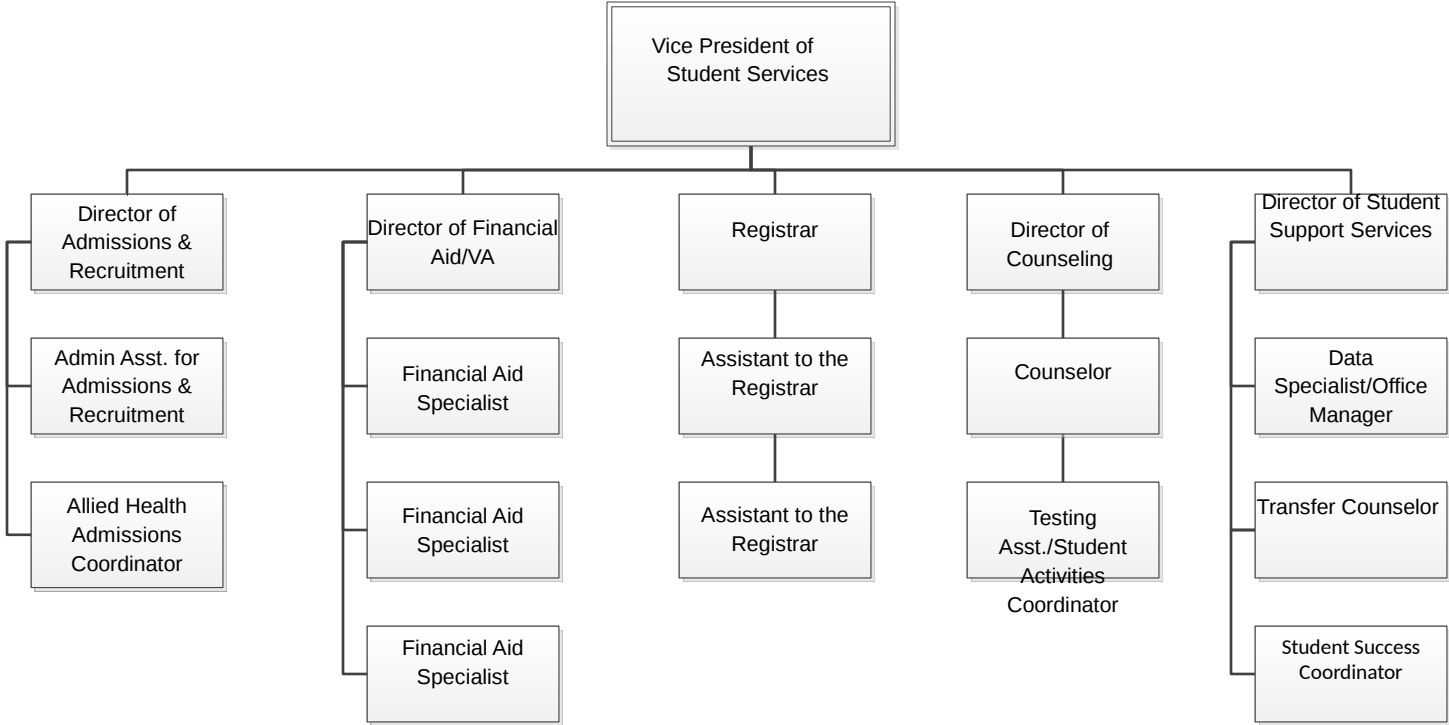 Vice President of
Student Services
Director of
Admissions &
Recruitment
Director of Financial
Aid/VA
Registrar
Director of
Counseling
Director of Student
Support Services
Admin Asst. for
Admissions &
Recruitment
Financial Aid
Specialist
Assistant to the
Registrar
Counselor
Data
Specialist/Office
Manager
Allied Health
Admissions
Coordinator
Financial Aid
Specialist
Assistant to the
Registrar
Testing
Asst./Student
Activities
Coordinator
Transfer Counselor
Financial Aid
Specialist
Student Success
Coordinator